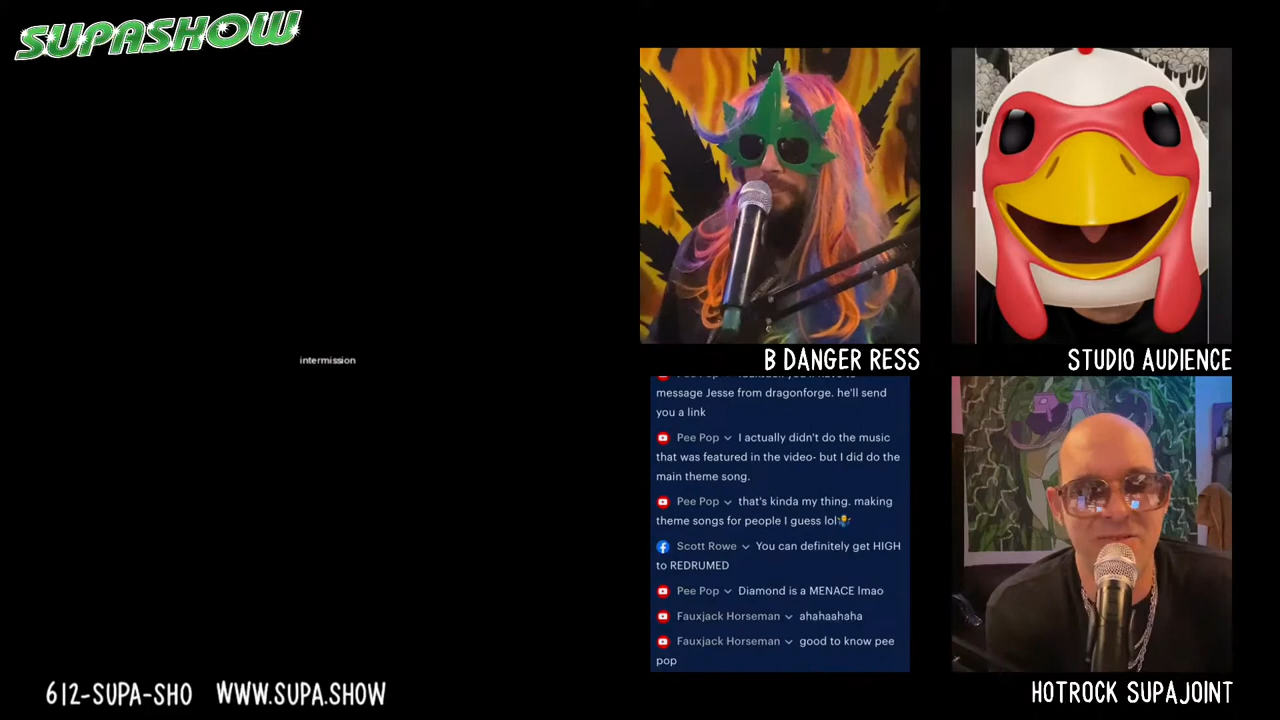 SUPASHOW
intermission
B DANGER RESS
STUDIO AUDIENCE
message Jesse from dragonforge. he'll send
you a link
Pee Pop I actually didn't do the music
that was featured in the video- but I did do the
main theme song.
Pee Pop that's kinda my thing. making
theme songs for people I guess lol
Scott Rowe You can definitely get HIGH
to REDRUMED
Pee Pop Diamond is a MENACE lmao
Fauxjack Horseman ahahaahaha
Fauxjack Horseman good to know pee
pop
HOTROCK SUPAJOINT
612-SUPA-SHO WWW.SUPA.SHOW